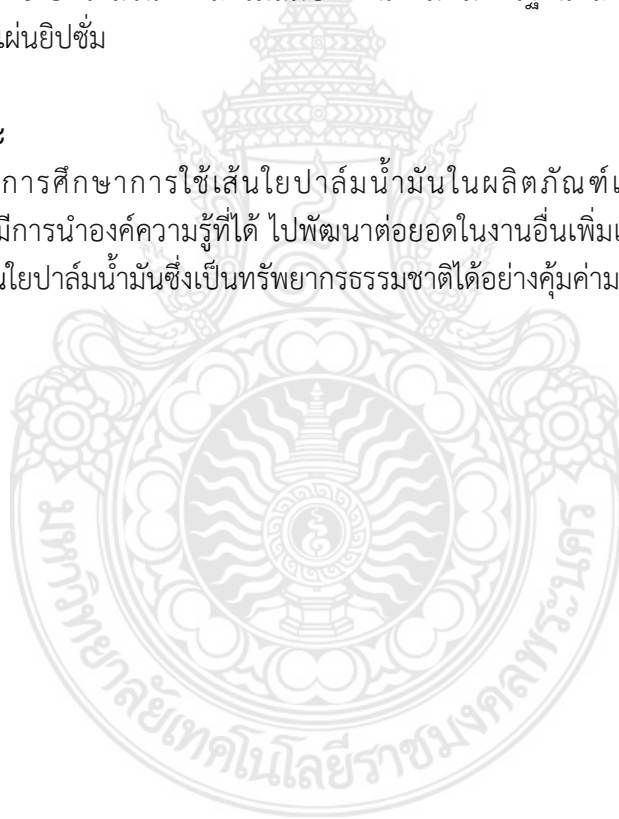 แผ่นยิปซั่ม
การศึกษาการใช้เส้นใยปาล์มน้ำมันในผลิตภัณฑ์
มีการนำองค์ความรู้ที่ได้ ไปพัฒนาต่อยอดในงานอื่นเพิ่ม
ใยปาล์มน้ำมันซึ่งเป็นทรัพยากรธรรมชาติได้อย่างคุ้มค่า
มหาวิทยาลัยเทคโนโลยีราชมงคลพระนคร